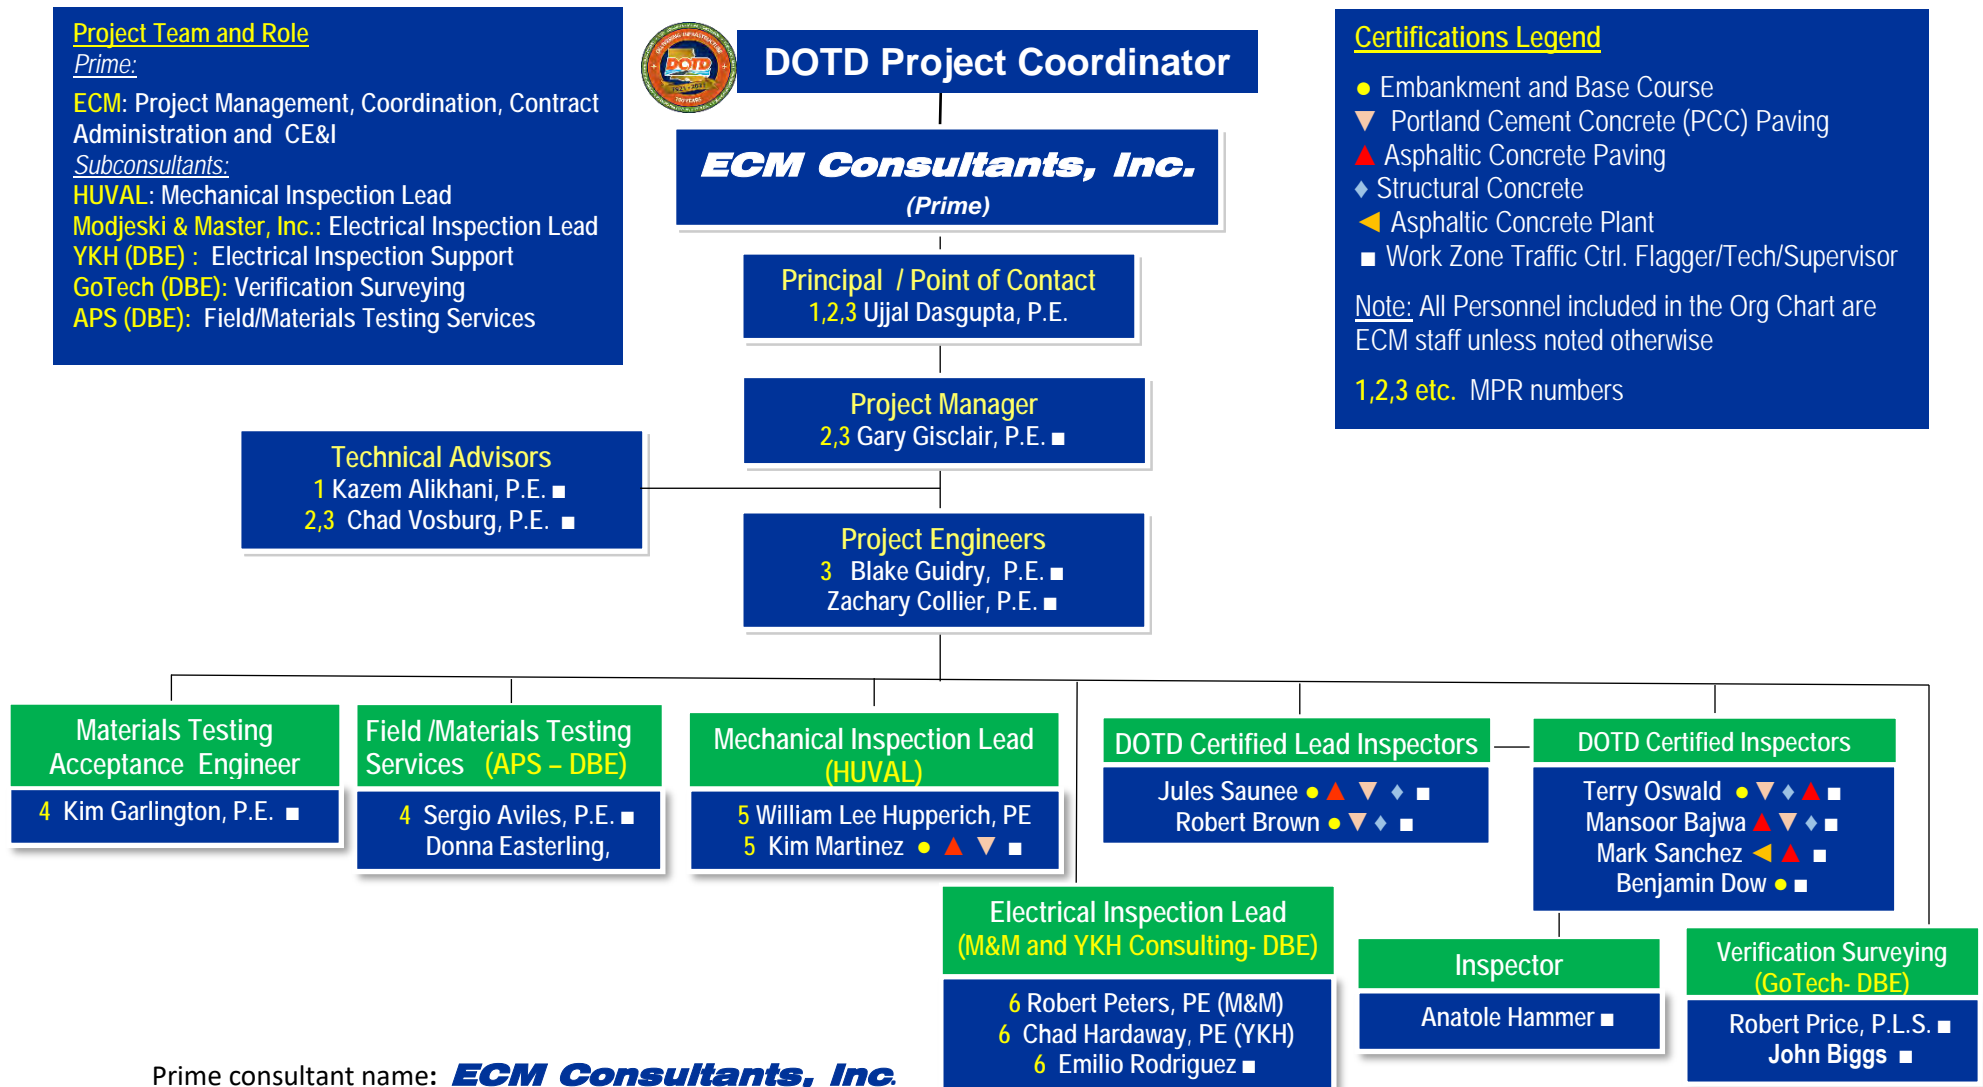 Project Team and Role
Prime:
ECM: Project Management, Coordination, Contract
Administration and CE&I
Subconsultants:
HUVAL: Mechanical Inspection Lead
Modjeski & Master, Inc.: Electrical Inspection Lead
YKH (DBE) : Electrical Inspection Support
GoTech (DBE): Verification Surveying
APS (DBE): Field/Materials Testing Services
DOTD
DOTD Project Coordinator
ECM Consultants, Inc.
(Prime)
Principal / Point of Contact
1,2,3 Ujjal Dasgupta, P.E.
Project Manager
2,3 Gary Gisclair, P.E. ■
Certifications Legend
● Embankment and Base Course
▼ Portland Cement Concrete (PCC) Paving
▲ Asphaltic Concrete Paving
♦ Structural Concrete
◄ Asphaltic Concrete Plant
■ Work Zone Traffic Ctrl. Flagger/Tech/Supervisor
Note: All Personnel included in the Org Chart are
ECM staff unless noted otherwise
1,2,3 etc. MPR numbers
Technical Advisors
1 Kazem Alikhani, P.E. ■
2,3 Chad Vosburg, P.E. ■
Project Engineers
3 Blake Guidry, P.E. ■
Zachary Collier, P.E. ■
Materials Testing
Acceptance Engineer
4 Kim Garlington, P.E. ■
Field /Materials Testing
Services (APS – DBE)
4 Sergio Aviles, P.E. ■
Donna Easterling,
Mechanical Inspection Lead
(HUVAL)
5 William Lee Hupperich, PE
5 Kim Martinez ● ▲ ▼ ■
DOTD Certified Lead Inspectors
Jules Saunee ● ▲ ▼ ♦ ■
Robert Brown ● ▼ ♦ ■
DOTD Certified Inspectors
Terry Oswald ● ▼ ♦ ▲ ■
Mansoor Bajwa ▲ ▼ ♦ ■
Mark Sanchez ◄ ▲ ■
Benjamin Dow ● ■
Electrical Inspection Lead
(M&M and YKH Consulting- DBE)
6 Robert Peters, PE (M&M)
6 Chad Hardaway, PE (YKH)
6 Emilio Rodriguez ■
Inspector
Anatole Hammer ■
Verification Surveying
(GoTech- DBE)
Robert Price, P.L.S. ■
John Biggs ■
Prime consultant name: ECM Consultants, Inc.